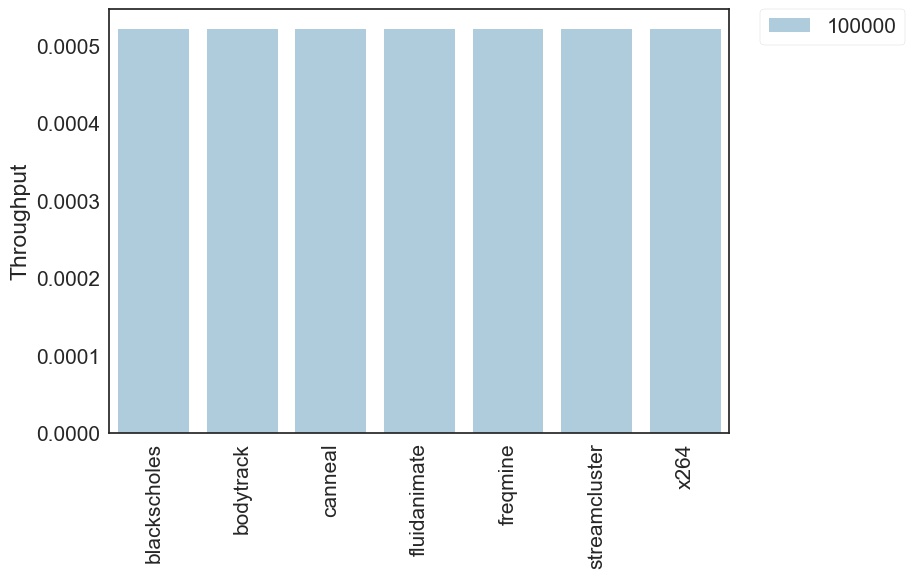 100000
Throughput
0.0005
0.0004
0.0003
0.0002
0.0001
0.0000
blackscholes
bodytrack
canneal
fluidanimate
freqmine
streamcluster
x264